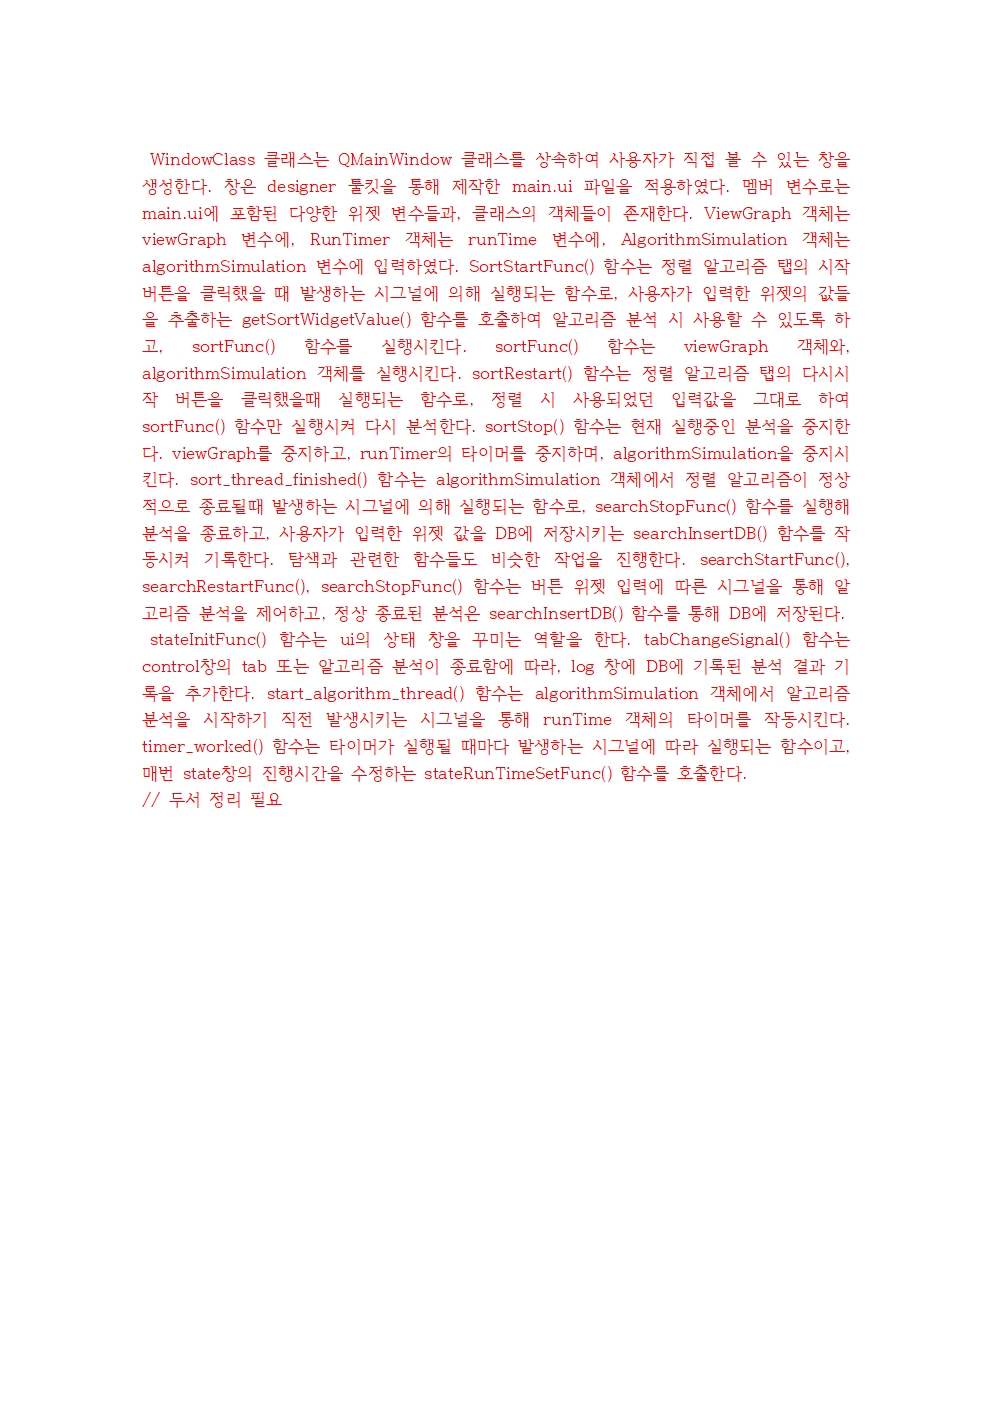 WindowClass 클래스는 QMainWindow 클래스를 상속하여 사용자가 직접 볼 수 있는 창을
생성한다. 창은 designer 툴킷을 통해 제작한 main.ui 파일을 적용하였다. 멤버 변수로는
main.ui에 포함된 다양한 위젯 변수들과, 클래스의 객체들이 존재한다. ViewGraph 객체는
viewGraph 변수에, RunTimer 객체는 runTime 변수에, AlgorithmSimulation 객체는
algorithmSimulation 변수에 입력하였다. SortStartFunc() 함수는 정렬 알고리즘 탭의 시작
버튼을 클릭했을 때 발생하는 시그널에 의해 실행되는 함수로, 사용자가 입력한 위젯의 값들
을 추출하는 getSortWidgetValue() 함수를 호출하여 알고리즘 분석 시 사용할 수 있도록 하
고, sortFunc() 함수를 실행시킨다. sortFunc() 함수는 viewGraph 객체와,
algorithmSimulation 객체를 실행시킨다. sortRestart() 함수는 정렬 알고리즘 탭의 다시시
작 버튼을 클릭했을때 실행되는 함수로, 정렬 시 사용되었던 입력값을 그대로 하여
sortFunc() 함수만 실행시켜 다시 분석한다. sortStop() 함수는 현재 실행중인 분석을 중지한
다. viewGraph를 중지하고, runTimer의 타이머를 중지하며, algorithmSimulation을 중지시
킨다. sort_thread_finished() 함수는 algorithmSimulation 객체에서 정렬 알고리즘이 정상
적으로 종료될때 발생하는 시그널에 의해 실행되는 함수로, searchStopFunc() 함수를 실행해
분석을 종료하고, 사용자가 입력한 위젯 값을 DB에 저장시키는 searchInsertDB() 함수를 작
동시켜 기록한다. 탐색과 관련한 함수들도 비슷한 작업을 진행한다. searchStartFunc(),
searchRestartFunc(), searchStopFunc() 함수는 버튼 위젯 입력에 따른 시그널을 통해 알
고리즘 분석을 제어하고, 정상 종료된 분석은 searchInsertDB() 함수를 통해 DB에 저장된다.
stateInitFunc() 함수는 ui의 상태 창을 꾸미는 역할을 한다. tabChangeSignal() 함수는
control창의 tab 또는 알고리즘 분석이 종료함에 따라, log 창에 DB에 기록된 분석 결과 기
록을 추가한다. start_algorithm_thread() 함수는 algorithmSimulation 객체에서 알고리즘
분석을 시작하기 직전 발생시키는 시그널을 통해 runTime 객체의 타이머를 작동시킨다.
timer_worked() 함수는 타이머가 실행될 때마다 발생하는 시그널에 따라 실행되는 함수이고,
매번 state창의 진행시간을 수정하는 stateRunTimeSetFunc() 함수를 호출한다.
// 두서 정리 필요